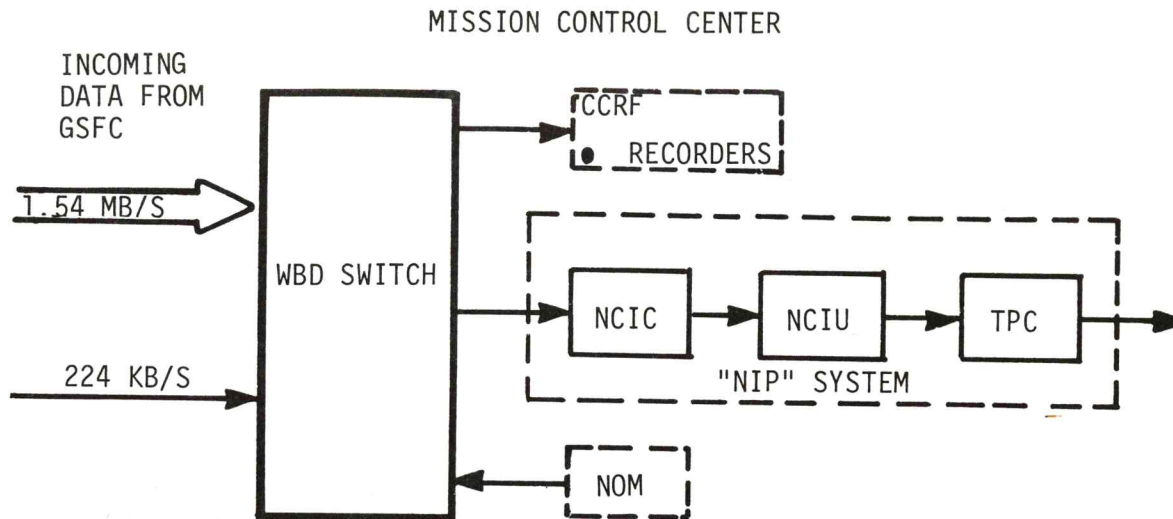 MISSION CONTROL CENTER
INCOMING
DATA FROM
GSFC
1.54 MB/S
224 KB/S
WBD SWITCH
CCRF
● RECORDERS
NCIC
NCIU
TPC
"NIP" SYSTEM
NOM